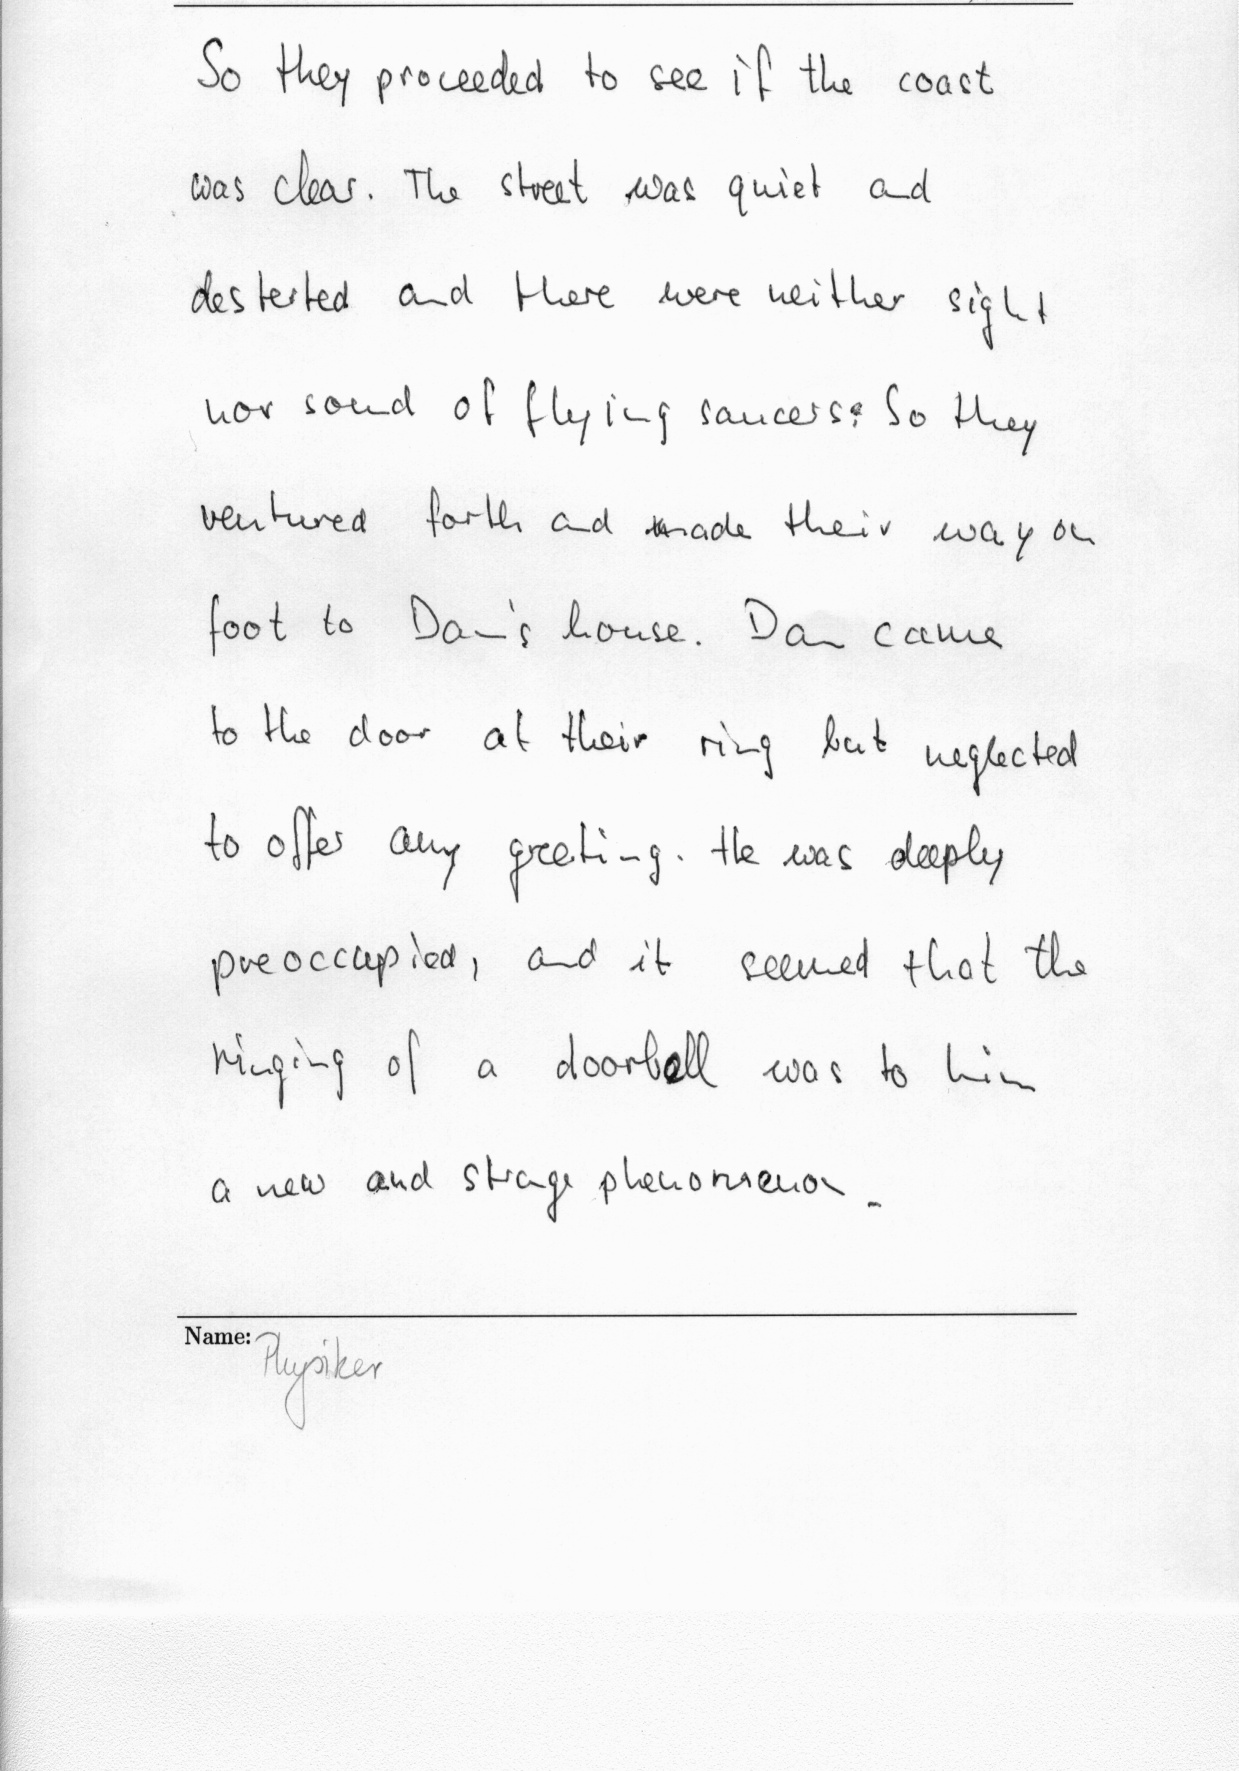 So they proceeded to see if the coast
was clear. The street was quiet and
desterted and there were neither sight
nor sound of flying saucers. So they
ventured forth and made their way on
foot to Dan's house. Dan came
to the door at their ring but neglected
to offer any greeting. He was deeply
preoccupied, and it seemed that the
ringing of a doorbell was to him
a new and strage phenomenon.
Name: Physiker